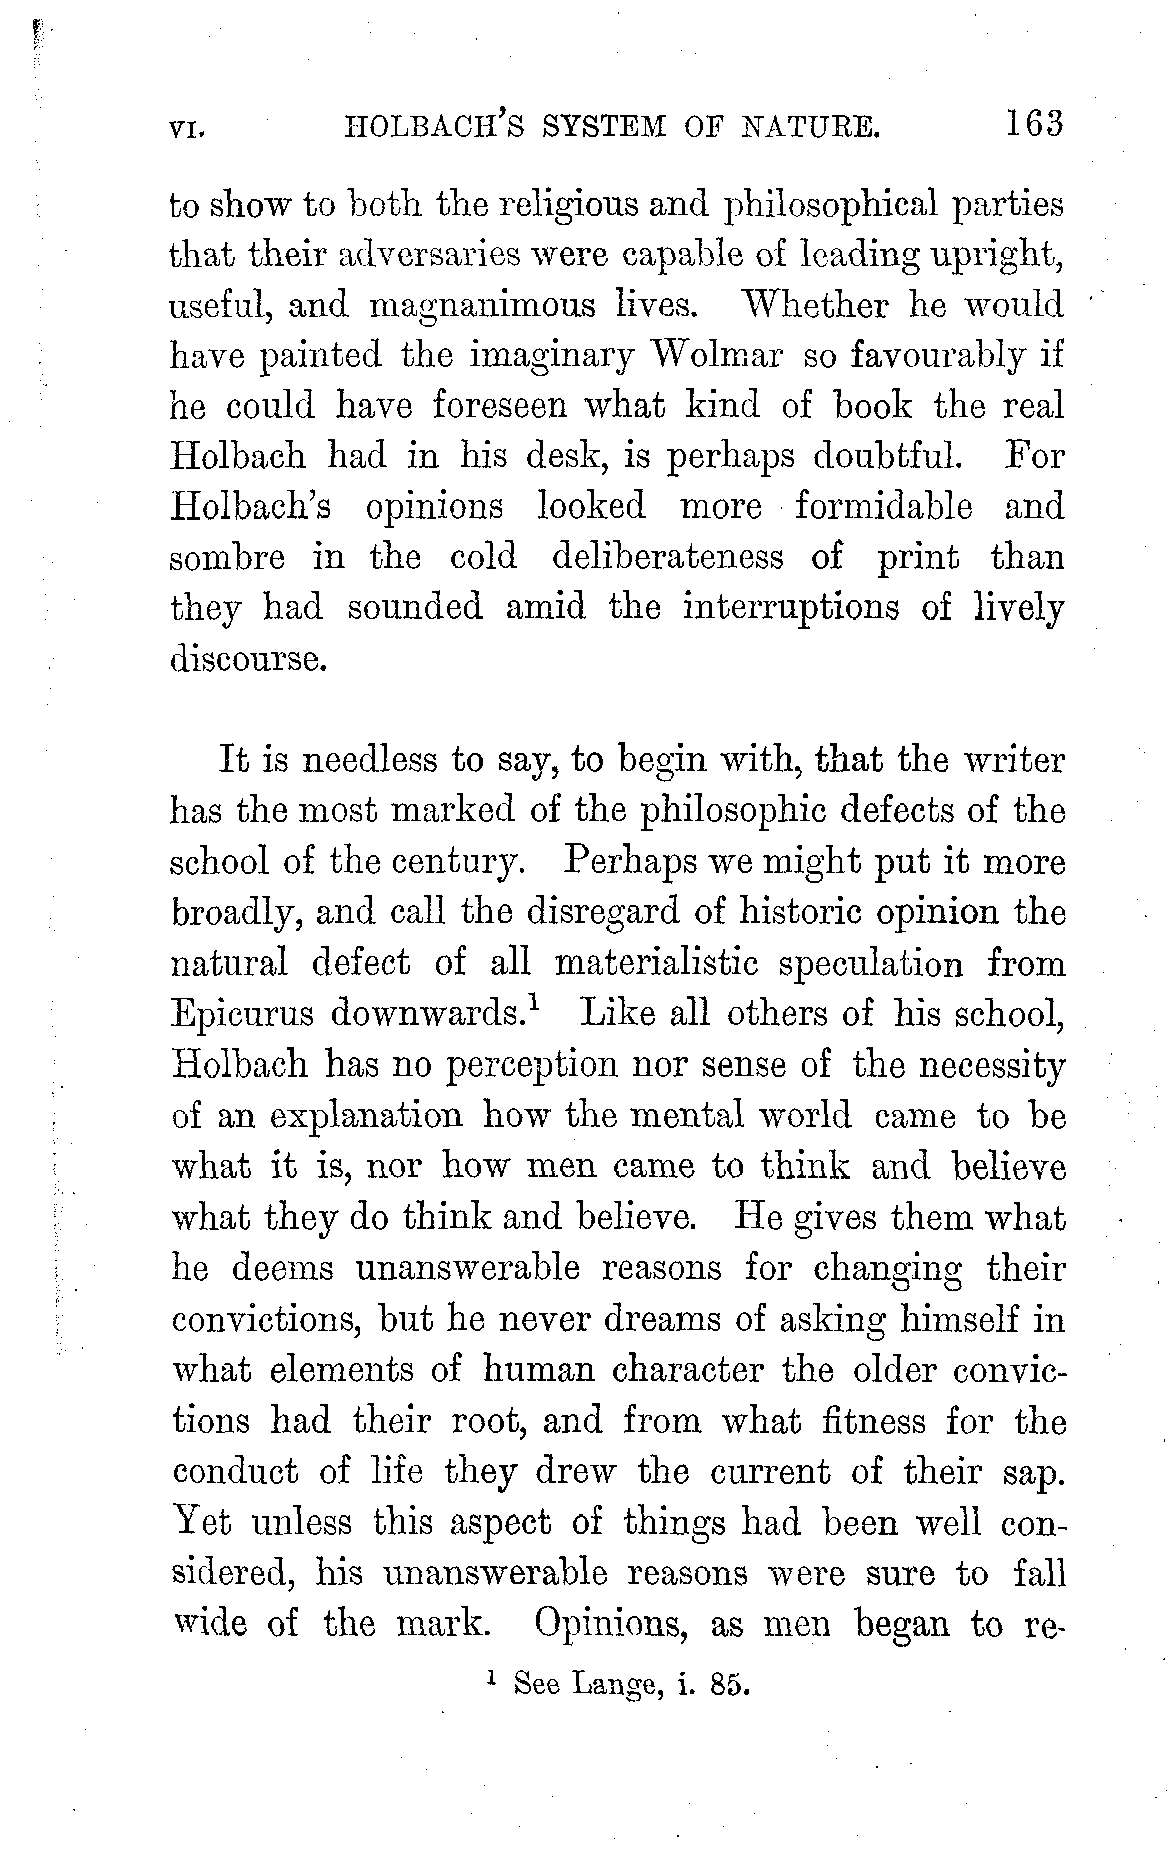 VI. HOLBACH'S SYSTEM OF NATURE. 163
to show to both the religious and philosophical parties
that their adversaries were capable of leading upright,
useful, and magnanimous lives. Whether he would
have painted the imaginary Wolmar so favourably if
he could have foreseen what kind of book the real
Holbach had in his desk, is perhaps doubtful. For
Holbach's opinions looked more formidable and
sombre in the cold deliberateness of print than
they had sounded amid the interruptions of lively
discourse.
It is needless to say, to begin with, that the writer
has the most marked of the philosophic defects of the
school of the century. Perhaps we might put it more
broadly, and call the disregard of historic opinion the
natural defect of all materialistic speculation from
Epicurus downwards.¹ Like all others of his school,
Holbach has no perception nor sense of the necessity
of an explanation how the mental world came to be
what it is, nor how men came to think and believe
what they do think and believe. He gives them what
he deems unanswerable reasons for changing their
convictions, but he never dreams of asking himself in
what elements of human character the older convic-
tions had their root, and from what fitness for the
conduct of life they drew the current of their sap.
Yet unless this aspect of things had been well con-
sidered, his unanswerable reasons were sure to fall
wide of the mark. Opinions, as men began to re-
¹ See Lange, i. 85.